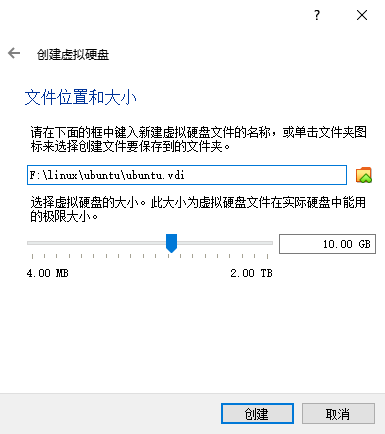 ?
创建虚拟硬盘
文件位置和大小
请在下面的框中键入新建虚拟硬盘文件的名称，或单击文件夹图
标来选择创建文件要保存到的文件夹。
F:\linux\ubuntu\ubuntu.vdi
选择虚拟硬盘的大小。此大小为虚拟硬盘文件在实际硬盘中能用
的极限大小。
10.00 GB
4.00 MB 2.00 TB
创建 取消